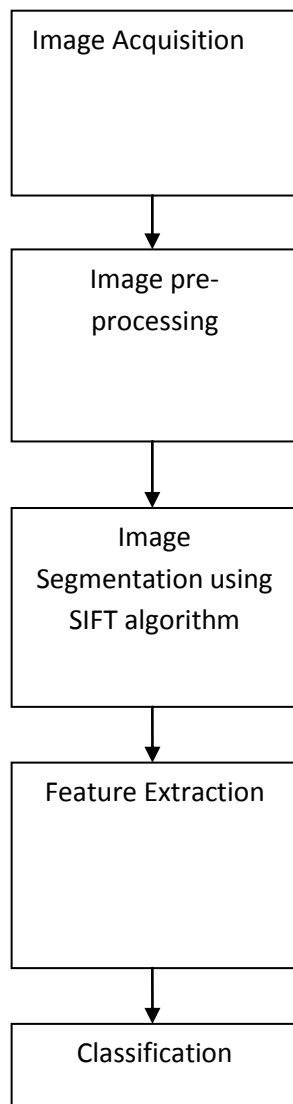 Image Acquisition
Image pre-
processing
Image
Segmentation using
SIFT algorithm
Feature Extraction
Classification